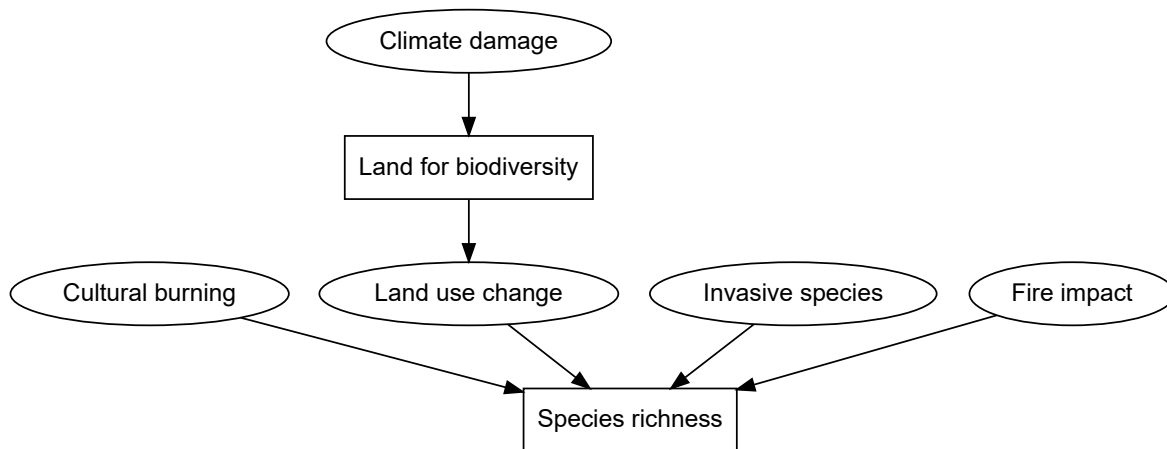 Climate damage
Land for biodiversity
Cultural burning
Land use change
Invasive species
Fire impact
Species richness